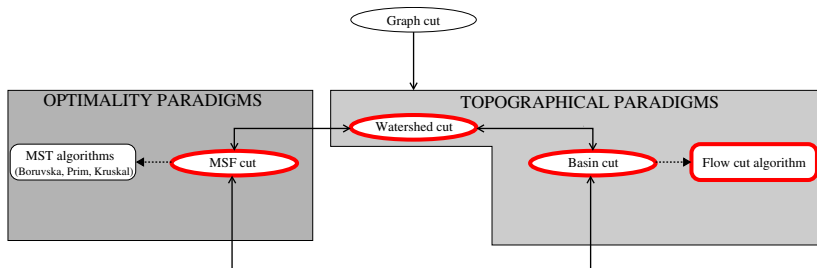 Graph cut
OPTIMALITY PARADIGMS
TOPOGRAPHICAL PARADIGMS
Watershed cut
MST algorithms
(Boruvska, Prim, Kruskal)
MSF cut
Basin cut
Flow cut algorithm